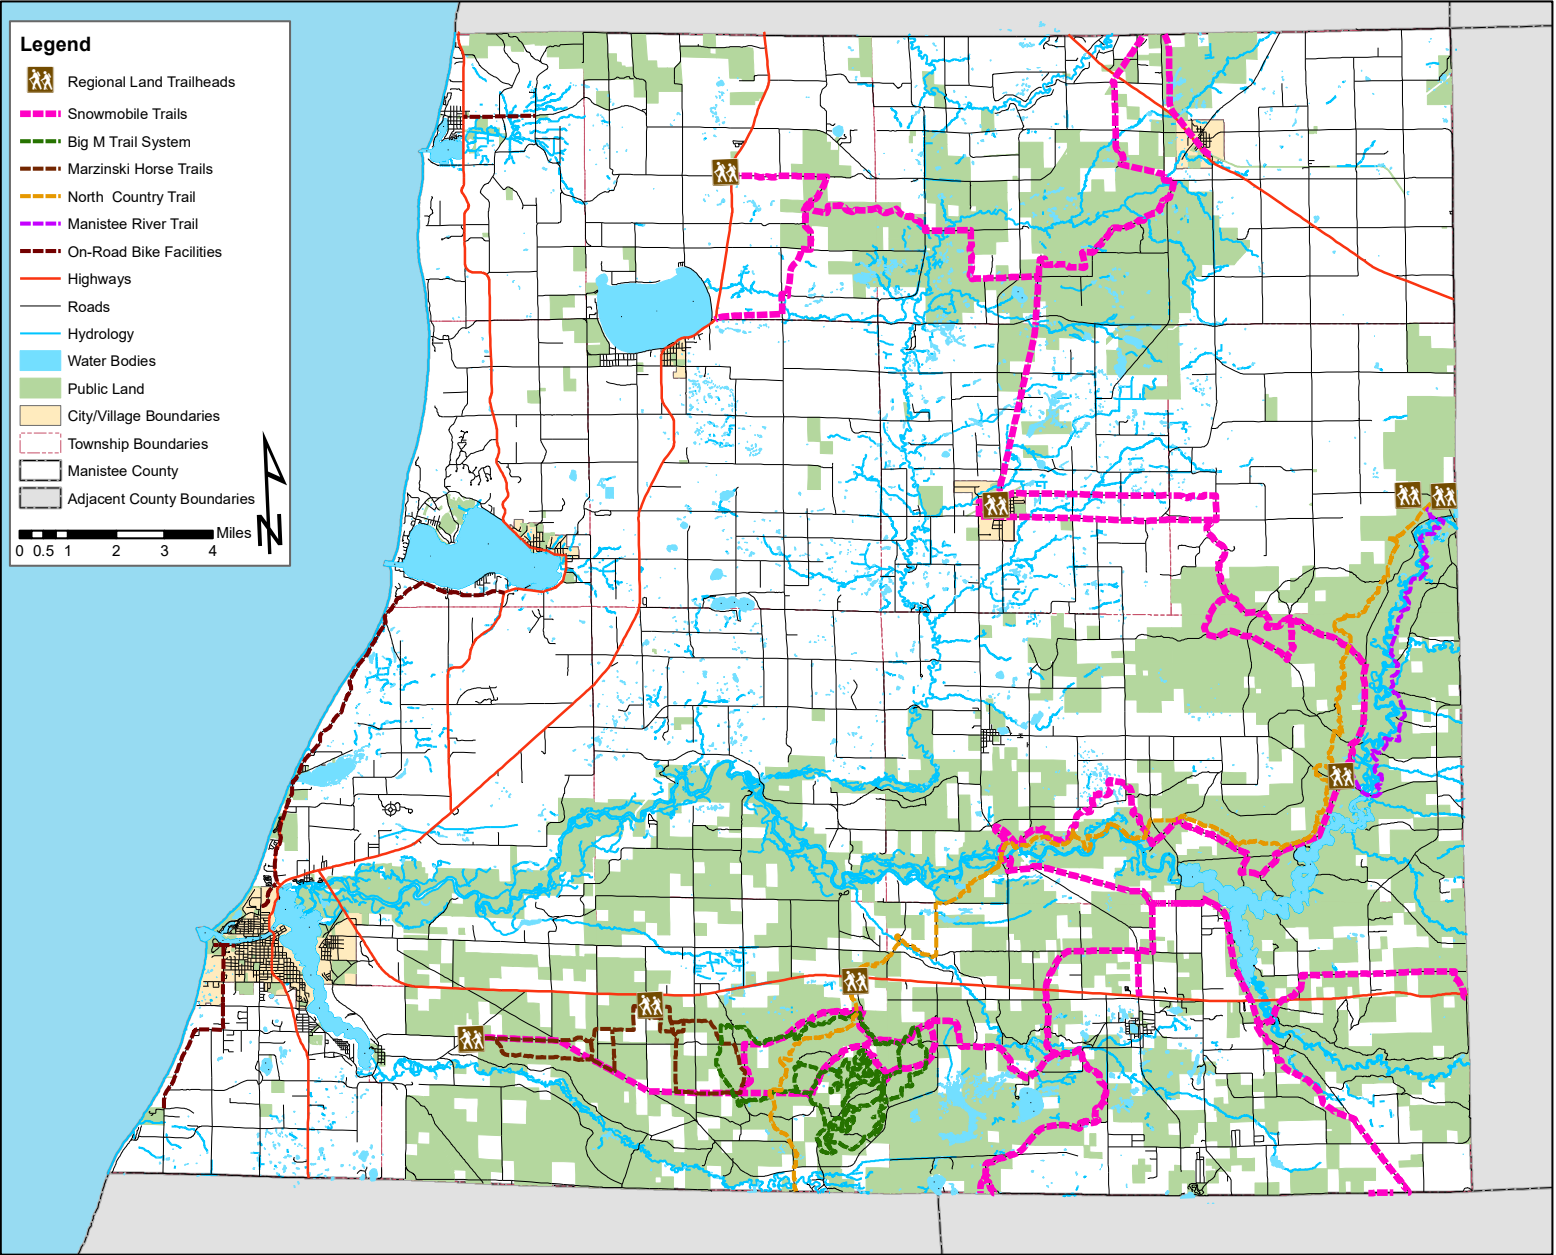 Legend
Regional Land Trailheads
Snowmobile Trails
Big M Trail System
Marzinski Horse Trails
North Country Trail
Manistee River Trail
On-Road Bike Facilities
Highways
Roads
Hydrology
Water Bodies
Public Land
City/Village Boundaries
Township Boundaries
Manistee County
Adjacent County Boundaries
Miles
0 0.5 1 2 3 4
N